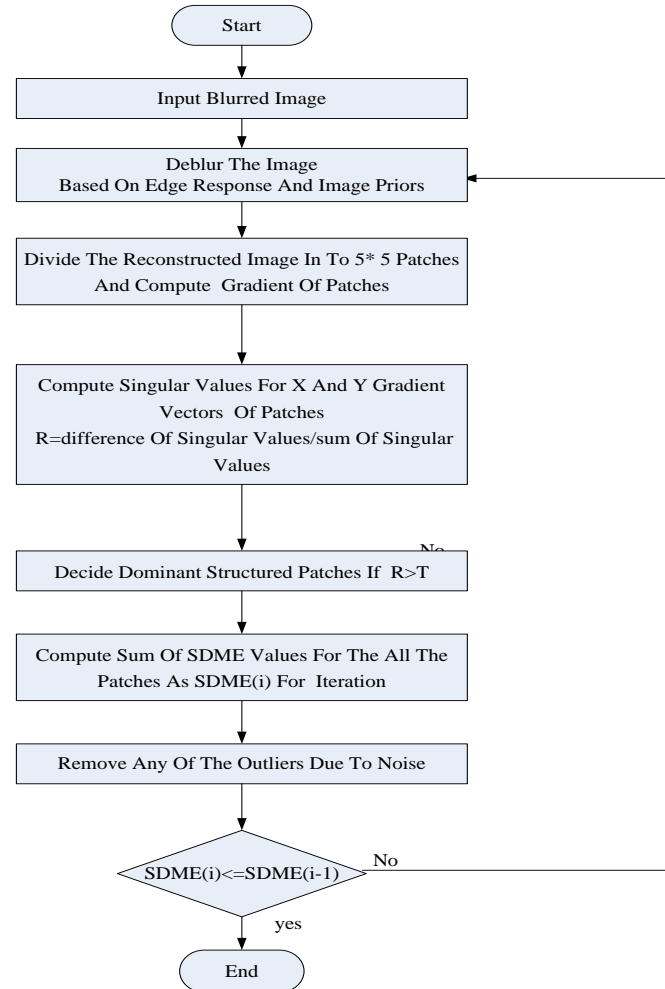 Start
Input Blurred Image
Deblur The Image
Based On Edge Response And Image Priors
Divide The Reconstructed Image In To 5* 5 Patches
And Compute Gradient Of Patches
Compute Singular Values For X And Y Gradient
Vectors Of Patches
R=difference Of Singular Values/sum Of Singular
Values
No
Decide Dominant Structured Patches If R>T
Compute Sum Of SDME Values For The All The
Patches As SDME(i) For Iteration
Remove Any Of The Outliers Due To Noise
SDME(i)<=SDME(i-1)
No
yes
End